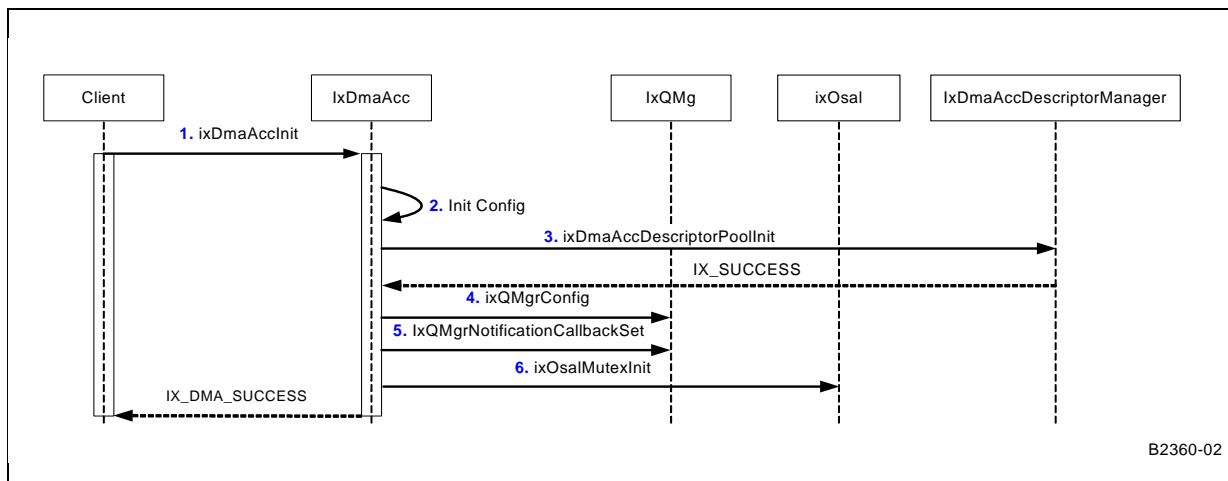 Client
IxDmaAcc
IxQMg
ixOsal
IxDmaAccDescriptorManager
1. ixDmaAccInit
2. Init Config
3. ixDmaAccDescriptorPoolInit
IX_SUCCESS
4. ixQMgrConfig
5. IxQMgrNotificationCallbackSet
6. ixOsalMutexInit
IX_DMA_SUCCESS
B2360-02